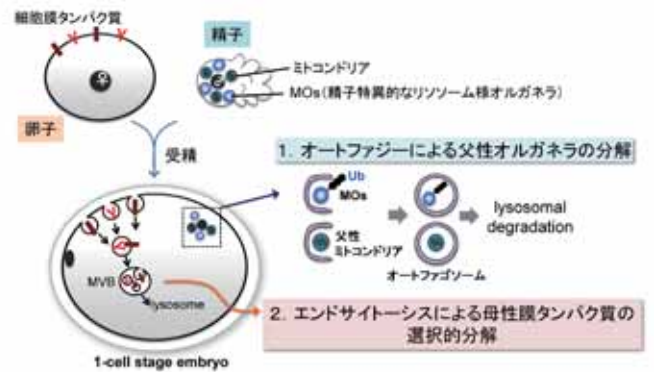 細胞膜タンパク質
精子
ミトコンドリア
MOs(精子特異的なリソソーム様オルガネラ)
卵子
受精
1. オートファジーによる父性オルガネラの分解
Ub
MOs
父性
ミトコンドリア
オートファゴソーム
lysosomal
degradation
MVB
lysosome
2. エンドサイトーシスによる母性膜タンパク質の
選択的分解
1-cell stage embryo